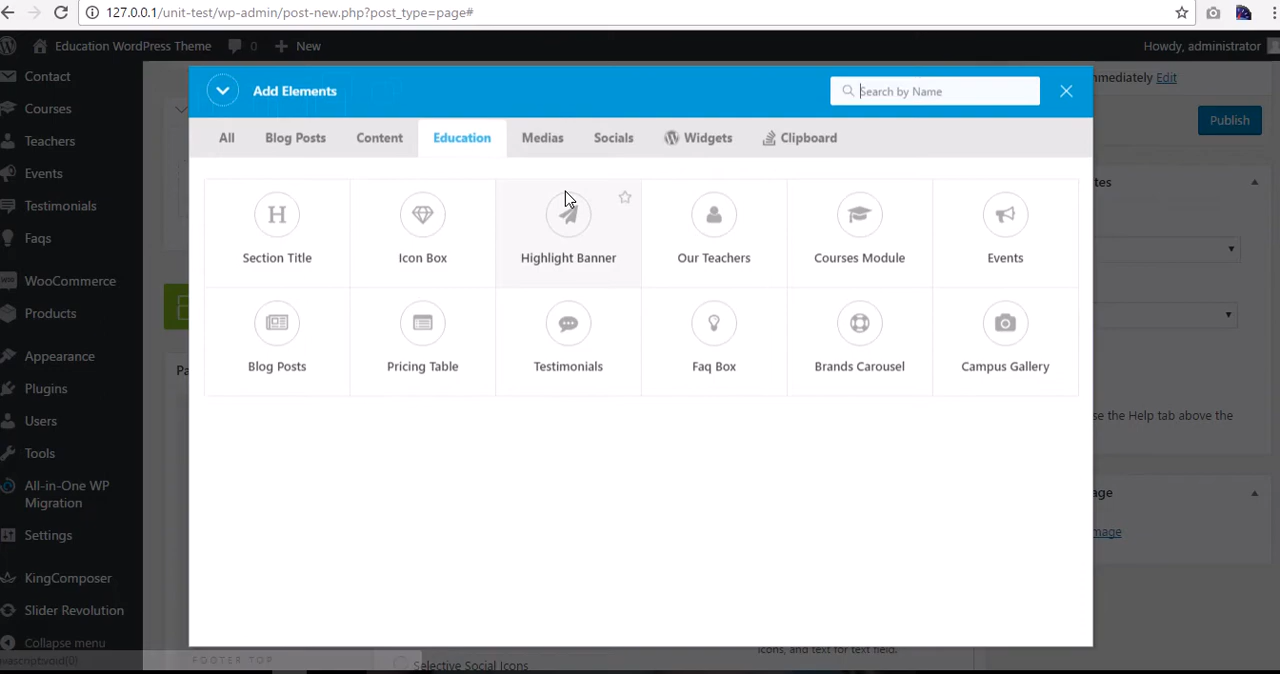 127.0.0.1/unit-test/wp-admin/post-new.php?post_type=page#
Education WordPress Theme 0 New Howdy, administrator
Contact
Courses
Teachers
Events
Testimonials
Faqs
WooCommerce
Products
Appearance
Plugins
Users
Tools
All-in-One WP
Migration
Settings
KingComposer
Slider Revolution
Collapse menu
Add Elements Search by Name
All Blog Posts Content Education Medias Socials Widgets Clipboard
H
Section Title Icon Box Highlight Banner Our Teachers Courses Module Events
Blog Posts Pricing Table Testimonials Faq Box Brands Carousel Campus Gallery
mmediately Edit
Publish
tes
se the Help tab above the
age
mage
Pa
avascript:void(0)
FOOTER TOP
Selective Social Icons
icons, and text for text field.